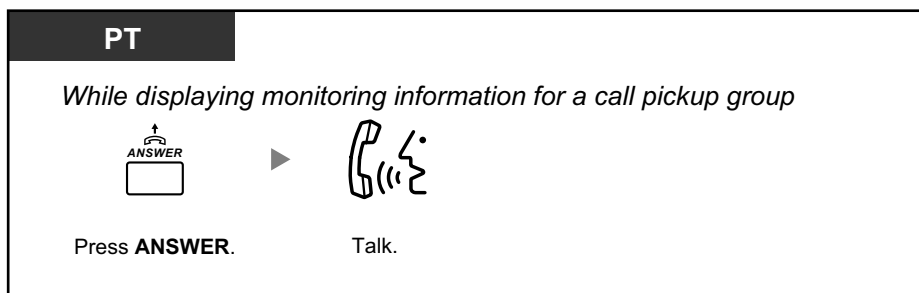 PT
While displaying monitoring information for a call pickup group
ANSWER
Press ANSWER.
Talk.